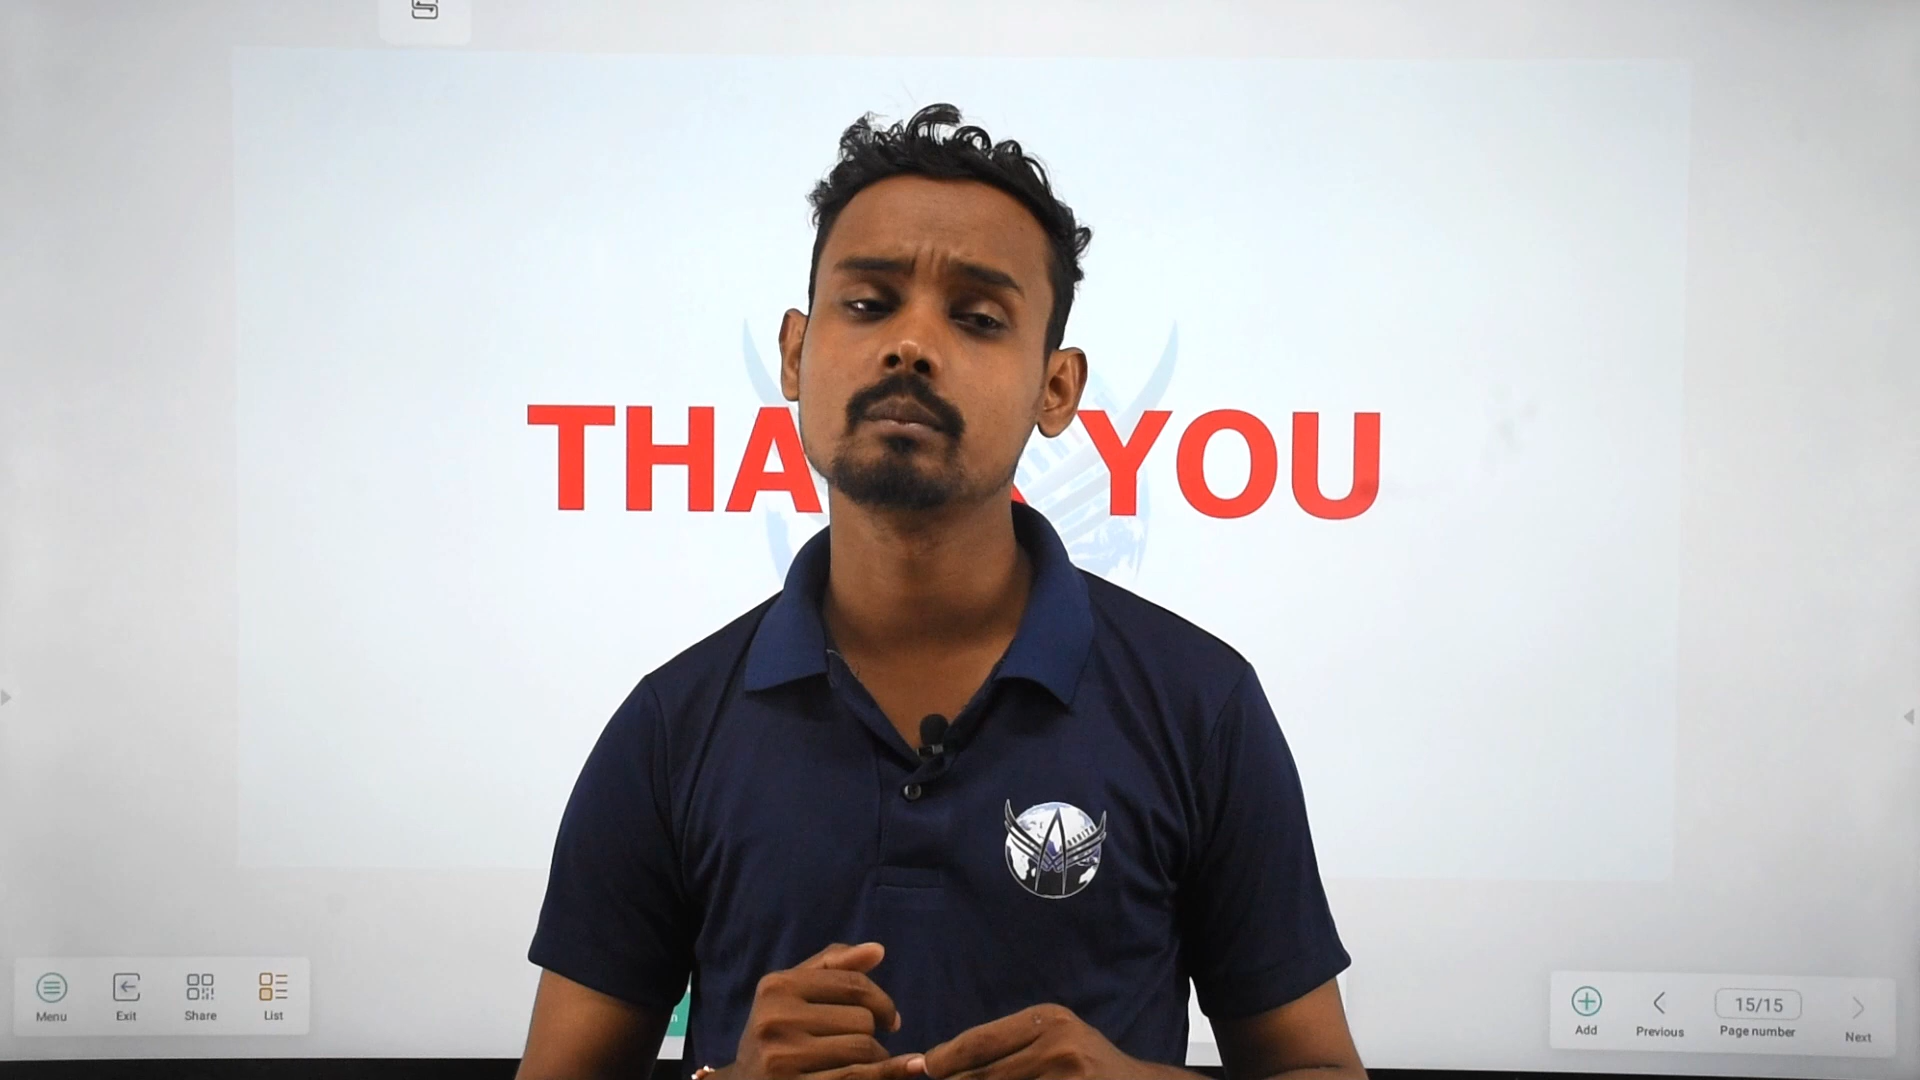 THA YOU
Menu
Exit
Share
List
Add
Previous
15/15
Page number
Next